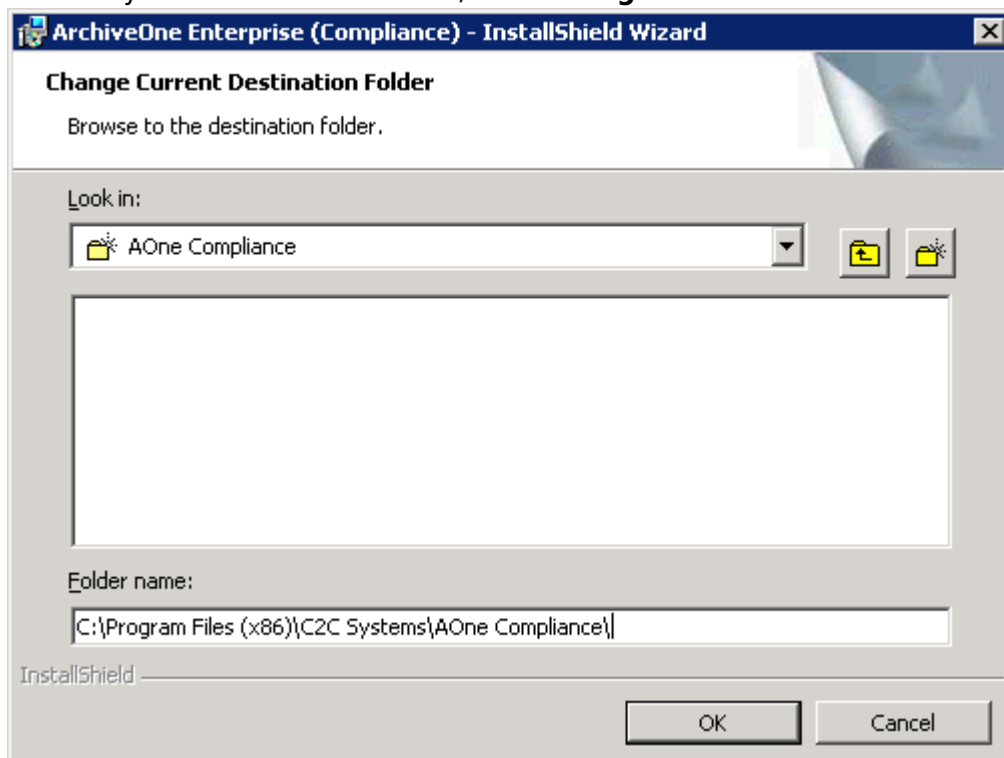 ArchiveOne Enterprise (Compliance) - InstallShield Wizard
Change Current Destination Folder
Browse to the destination folder.
Look in:
AOne Compliance
Folder name:
C:\Program Files (x86)\C2C Systems\AOne Compliance\
InstallShield
OK Cancel